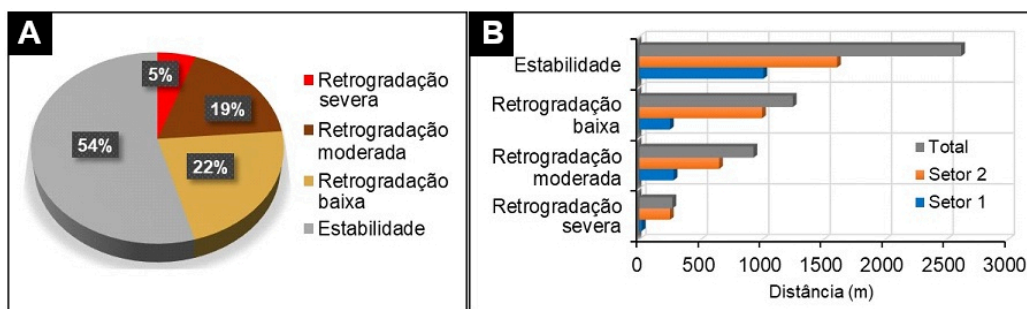 A
5%
19%
22%
54%
Retrogradação
severa
Retrogradação
moderada
Retrogradação
baixa
Estabilidade
B
Estabilidade
Retrogradação
baixa
Retrogradação
moderada
Retrogradação
severa
Total
Setor 2
Setor 1
0 500 1000 1500 2000 2500 3000
Distância (m)